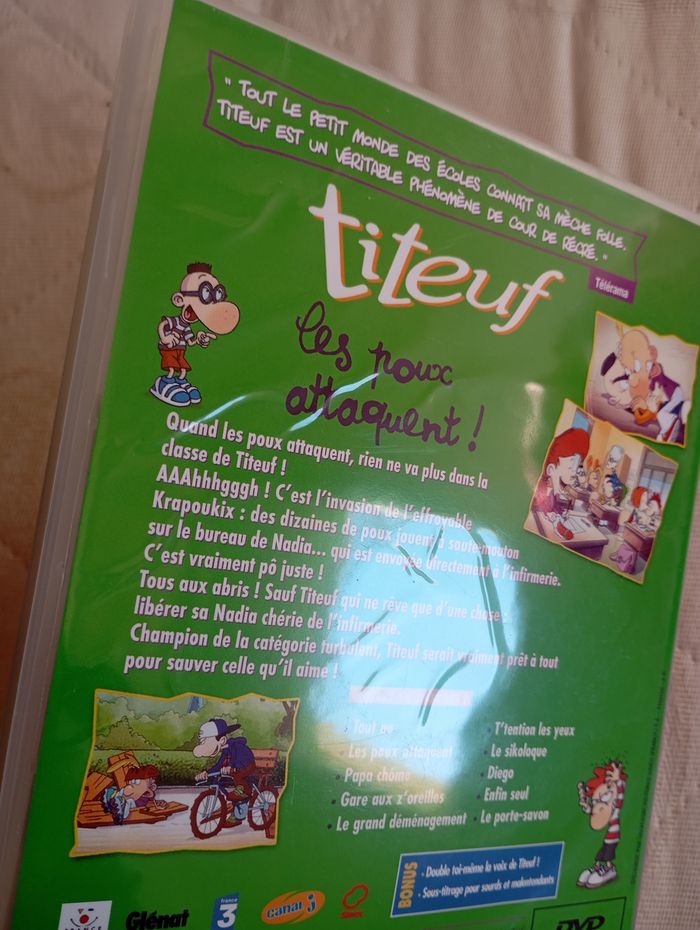 " TOUT LE PETIT MONDE DES ÉCOLES CONNAÎT SA MÈCHE FOLLE.
TITEUF EST UN VÉRITABLE PHÉNOMÈNE DE COUR DE RÉCRÉ. "
Télérama
titeuf
les poux
attaquent !
Quand les poux attaquent, rien ne va plus dans la
classe de Titeuf !
AAAhhhgggh ! C'est l'invasion de l'effroyable
Krapoukix : des dizaines de poux jouent à saute-mouton
sur le bureau de Nadia... qui est envoyée directement à l'infirmerie.
C'est vraiment pô juste !
Tous aux abris ! Sauf Titeuf qui ne rêve que d'une chose :
libérer sa Nadia chérie de l'infirmerie.
Champion de la catégorie turbulent, Titeuf serait vraiment prêt à tout
pour sauver celle qu'il aime !
• Tout nu
• Les poux attaquent
• Papa chôme
• Gare aux z'oreilles
• Le grand déménagement
• T'tention les yeux
• Le sikoloque
• Diego
• Enfin seul
• Le porte-savon
BONUS
• Double toi-même la voix de Titeuf !
• Sous-titrage pour sourds et malentendants
FRANCE
Glénat
france 3
canal J
DVD